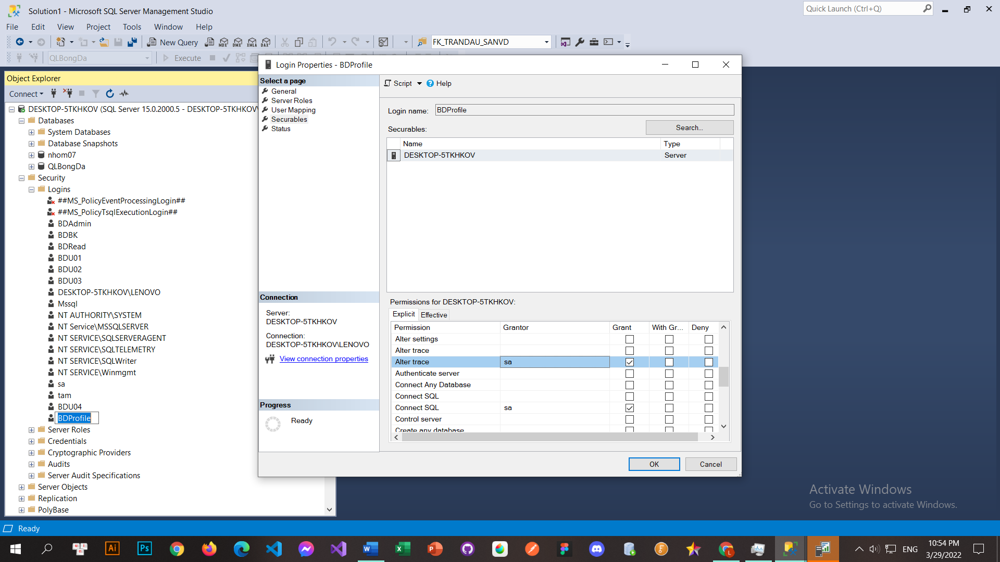 Solution1 - Microsoft SQL Server Management Studio
Quick Launch (Ctrl+Q)
File Edit View Project Tools Window Help
New Query MDX DMX XMLA DAX FK_TRANDAU_SANVD
QLBongDa Execute
Object Explorer
Connect
DESKTOP-5TKHKOV (SQL Server 15.0.2000.5 - DESKTOP-5TKHKOV
Databases
System Databases
Database Snapshots
nhom07
QLBongDa
Security
Logins
##MS_PolicyEventProcessingLogin##
##MS_PolicyTsqlExecutionLogin##
BDAdmin
BDBK
BDRead
BDU01
BDU02
BDU03
DESKTOP-5TKHKOV\LENOVO
Mssql
NT AUTHORITY\SYSTEM
NT Service\MSSQLSERVER
NT SERVICE\SQLSERVERAGENT
NT SERVICE\SQLTELEMETRY
NT SERVICE\SQLWriter
NT SERVICE\Winmgmt
sa
tam
BDU04
BDProfile
Server Roles
Credentials
Cryptographic Providers
Audits
Server Audit Specifications
Server Objects
Replication
PolyBase
Login Properties - BDProfile
Select a page
General
Server Roles
User Mapping
Securables
Status
Connection
Server:
DESKTOP-5TKHKOV
Connection:
DESKTOP-5TKHKOV\LENOVO
View connection properties
Progress
Ready
Script Help
Login name: BDProfile
Securables: Search...
Name Type
DESKTOP-5TKHKOV Server
Permissions for DESKTOP-5TKHKOV:
Explicit Effective
Permission Grantor Grant With Gr... Deny
Alter settings
Alter trace
Alter trace sa
Authenticate server
Connect Any Database
Connect SQL
Connect SQL sa
Control server
Create any database
OK Cancel
Activate Windows
Go to Settings to activate Windows.
Ready
Ai Ps L ENG 10:54 PM
3/29/2022